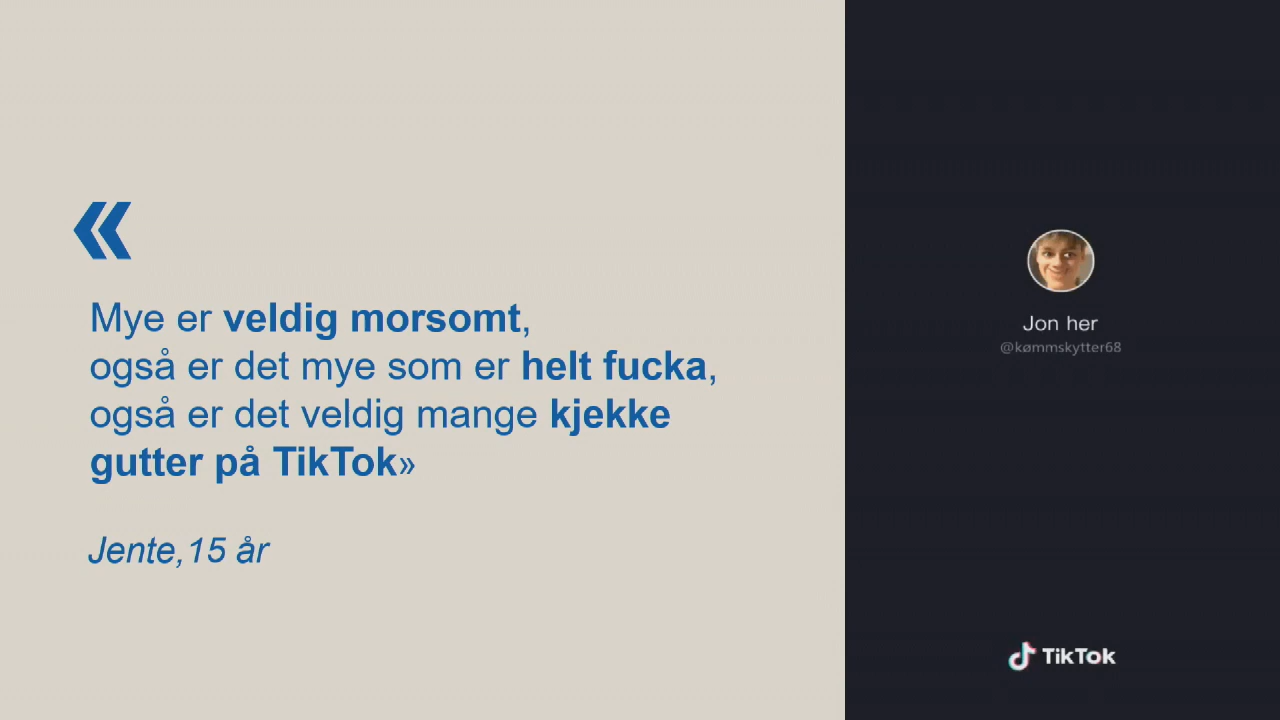 «
Mye er veldig morsomt,
også er det mye som er helt fucka,
også er det veldig mange kjekke
gutter på TikTok»
Jente,15 år
Jon her
@kømmskytter68
TikTok